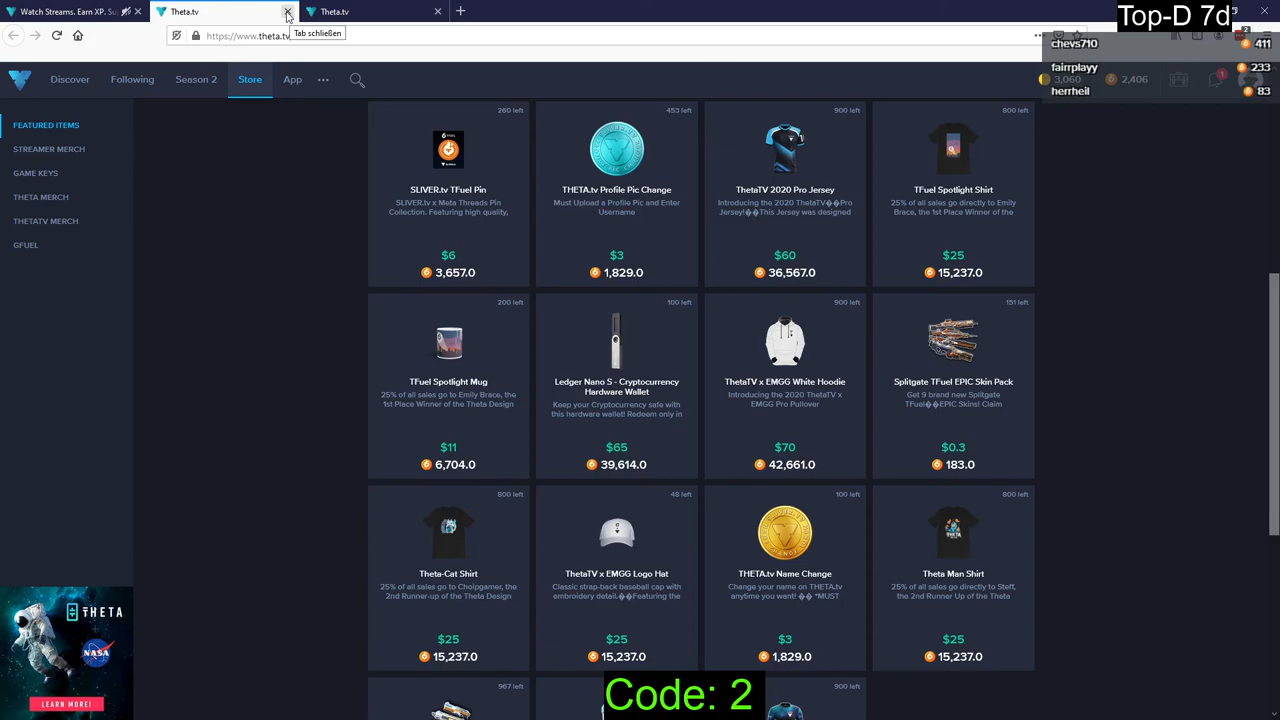 Watch Streams. Earn XP. Su
Theta.tv
Theta.tv
Top-D 7d
Tab schließen
https://www.theta.tv
chevs710 411
fairrplayy 233
herrheil 83
Discover
Following
Season 2
Store
App
3,060
2,406
1
FEATURED ITEMS
STREAMER MERCH
GAME KEYS
THETA MERCH
THETATV MERCH
GFUEL
260 left
SLIVER.tv TFuel Pin
SLIVER.tv x Meta Threads Pin
Collection. Featuring high quality,
$6
3,657.0
453 left
THETA.tv Profile Pic Change
Must Upload a Profile Pic and Enter
Username
$3
1,829.0
900 left
ThetaTV 2020 Pro Jersey
Introducing the 2020 ThetaTV��Pro
Jersey!��This Jersey was designed
$60
36,567.0
800 left
TFuel Spotlight Shirt
25% of all sales go directly to Emily
Brace, the 1st Place Winner of the
$25
15,237.0
200 left
TFuel Spotlight Mug
25% of all sales go to Emily Brace, the
1st Place Winner of the Theta Design
$11
6,704.0
100 left
Ledger Nano S - Cryptocurrency
Hardware Wallet
Keep your Cryptocurrency safe with
this hardware wallet! Redeem only in
$65
39,614.0
900 left
ThetaTV x EMGG White Hoodie
Introducing the 2020 ThetaTV x
EMGG Pro Pullover
$70
42,661.0
151 left
Splitgate TFuel EPIC Skin Pack
Get 9 brand new Splitgate
TFuel��EPIC Skins! Claim
$0.3
183.0
800 left
Theta-Cat Shirt
25% of all sales go to Choipgamer, the
2nd Runner-up of the Theta Design
$25
15,237.0
48 left
ThetaTV x EMGG Logo Hat
Classic strap-back baseball cap with
embroidery detail.��Featuring the
$25
15,237.0
100 left
THETA.tv Name Change
Change your name on THETA.tv
anytime you want! �� *MUST
$3
1,829.0
800 left
Theta Man Shirt
25% of all sales go directly to Steff,
the 2nd Runner Up of the Theta
$25
15,237.0
967 left
900 left
THETA
NASA
LEARN MORE!
Code: 2